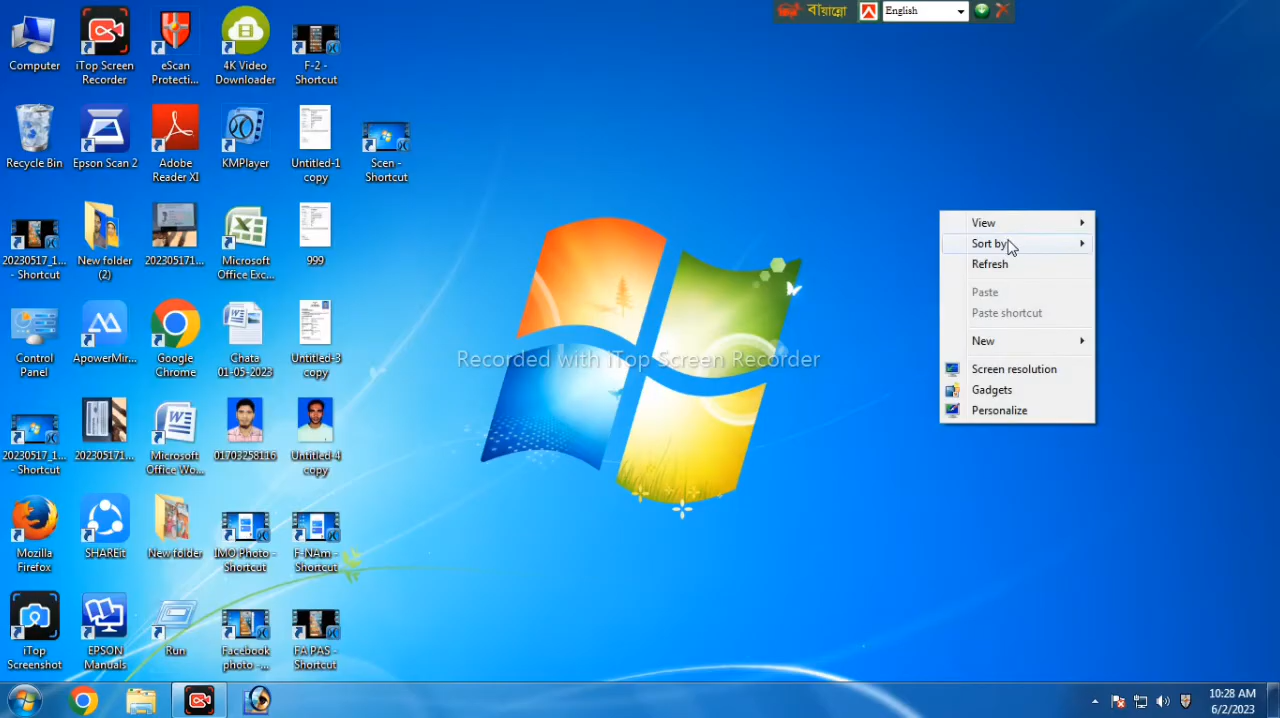 বায়ান্নো
English
Computer
iTop Screen
Recorder
eScan
Protecti...
4K Video
Downloader
F-2 -
Shortcut
Recycle Bin
Epson Scan 2
Adobe
Reader XI
KMPlayer
Untitled-1
copy
Scen -
Shortcut
20230517_1...
- Shortcut
New folder
(2)
202305171...
Microsoft
Office Exc...
999
Control
Panel
ApowerMir...
Google
Chrome
Chata
01-05-2023
Untitled-3
copy
20230517_1...
- Shortcut
202305171...
Microsoft
Office Wo...
01703258116
Untitled-4
copy
Mozilla
Firefox
SHAREit
New folder
IMO Photo -
Shortcut
F-NAm -
Shortcut
iTop
Screenshot
EPSON
Manuals
Run
Facebook
photo -...
FA PAS -
Shortcut
Recorded with iTop Screen Recorder
View
Sort by
Refresh
Paste
Paste shortcut
New
Screen resolution
Gadgets
Personalize
10:28 AM
6/2/2023